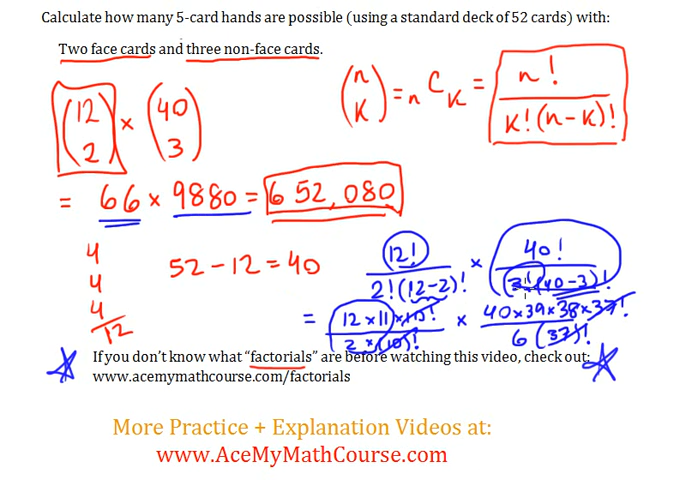 Calculate how many 5-card hands are possible (using a standard deck of 52 cards) with:
Two face cards and three non-face cards.
(12 2) × (40 3)
(n K) = n C K = n! / K!(n-K)!
= 66 × 9880 = 652,080
4
4
4
12
52-12=40
12! / 2!(12-2)! × 40! / 3!(40-3)!
= 12×11×10! / 2×(10)! × 40×39×38×37! / 6(37)!
If you don't know what “factorials” are before watching this video, check out:
www.acemymathcourse.com/factorials
More Practice + Explanation Videos at:
www.AceMyMathCourse.com